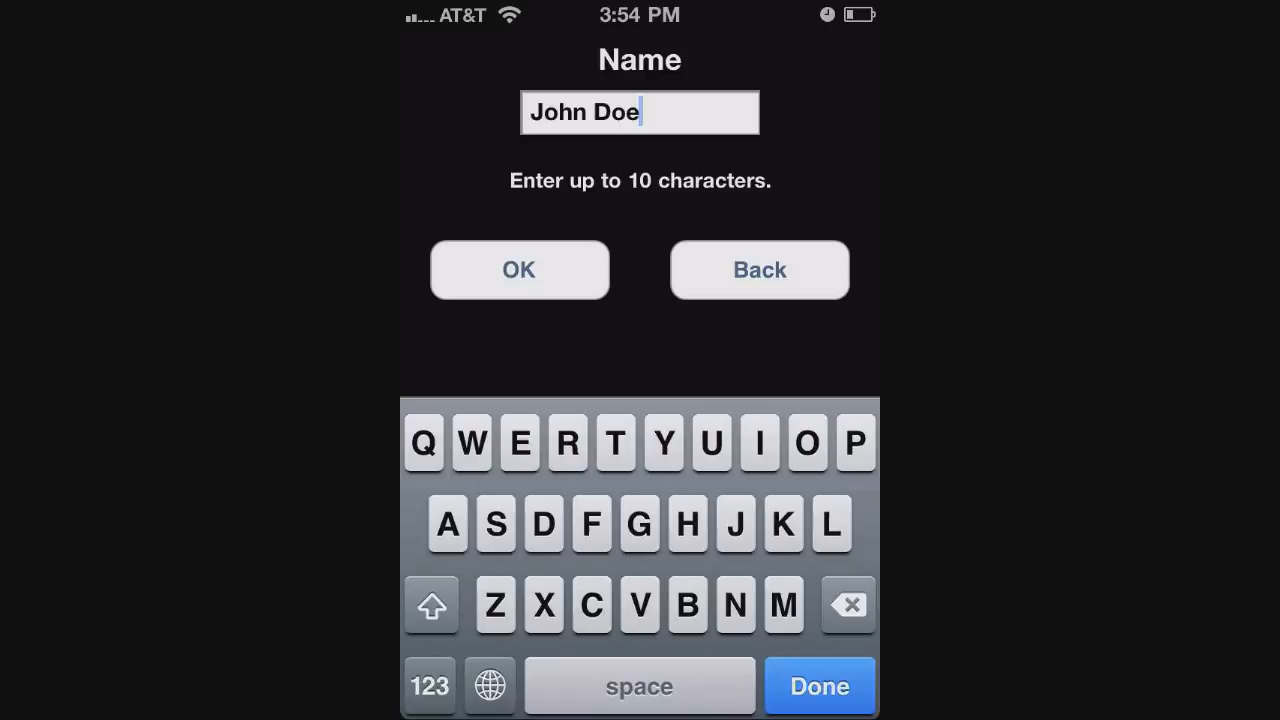 AT&T 3:54 PM
Name
John Doe
Enter up to 10 characters.
OK Back
Q W E R T Y U I O P
A S D F G H J K L
Z X C V B N M
123 space Done